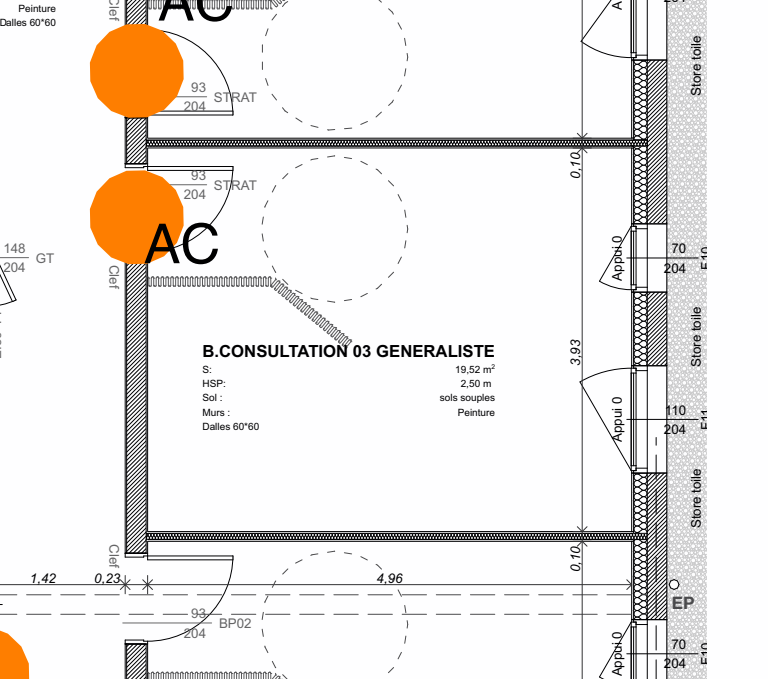 AC
Clef
Peinture
Dalles 60*60
93
204
STRAT
Store toile
0,10
93
204
STRAT
AC
148
204
GT
Clef
Appui 0
70
204
Store toile
3,93
B.CONSULTATION 03 GENERALISTE
S: 19,52 m²
HSP: 2,50 m
Sol : sols souples
Murs : Peinture
Dalles 60*60
Appui 0
110
204
Store toile
Clef
0,10
1,42
0,23
4,96
EP
93
204
BP02
Appui 0
70
204